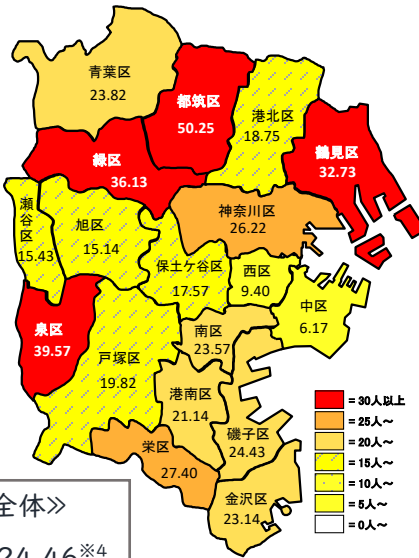 青葉区
23.82
都筑区
50.25
港北区
18.75
鶴見区
32.73
緑区
36.13
神奈川区
26.22
瀬谷区
15.43
旭区
15.14
保土ケ谷区
17.57
西区
9.40
中区
6.17
泉区
39.57
戸塚区
19.82
南区
23.57
港南区
21.14
磯子区
24.43
栄区
27.40
金沢区
23.14
= 30人以上
= 25人～
= 20人～
= 15人～
= 10人～
= 5人～
= 0人～
全体≫
24.46※4